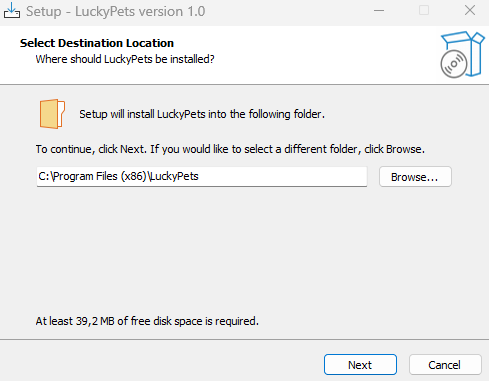 Setup - LuckyPets version 1.0
Select Destination Location
Where should LuckyPets be installed?
Setup will install LuckyPets into the following folder.
To continue, click Next. If you would like to select a different folder, click Browse.
C:\Program Files (x86)\LuckyPets
Browse...
At least 39,2 MB of free disk space is required.
Next
Cancel